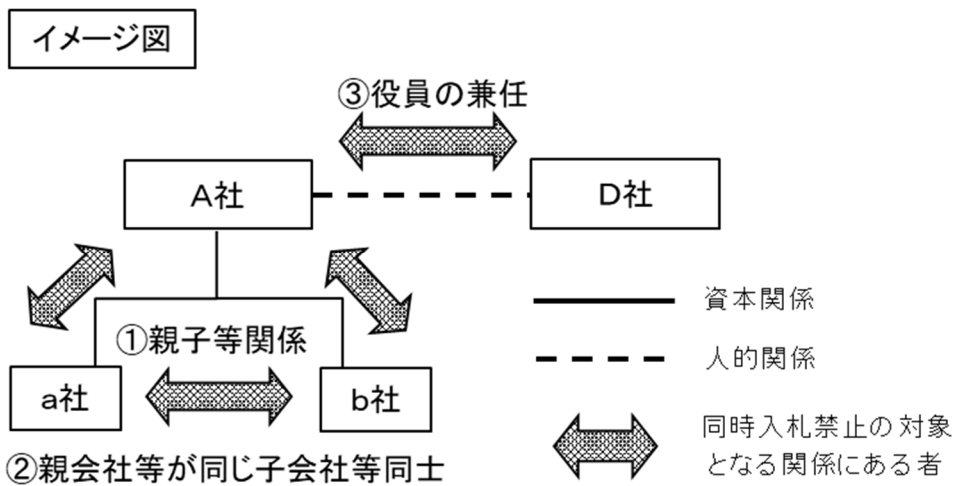 イメージ図
③役員の兼任
A社
D社
①親子等関係
a社
b社
②親会社等が同じ子会社等同士
資本関係
人的関係
同時入札禁止の対象
となる関係にある者